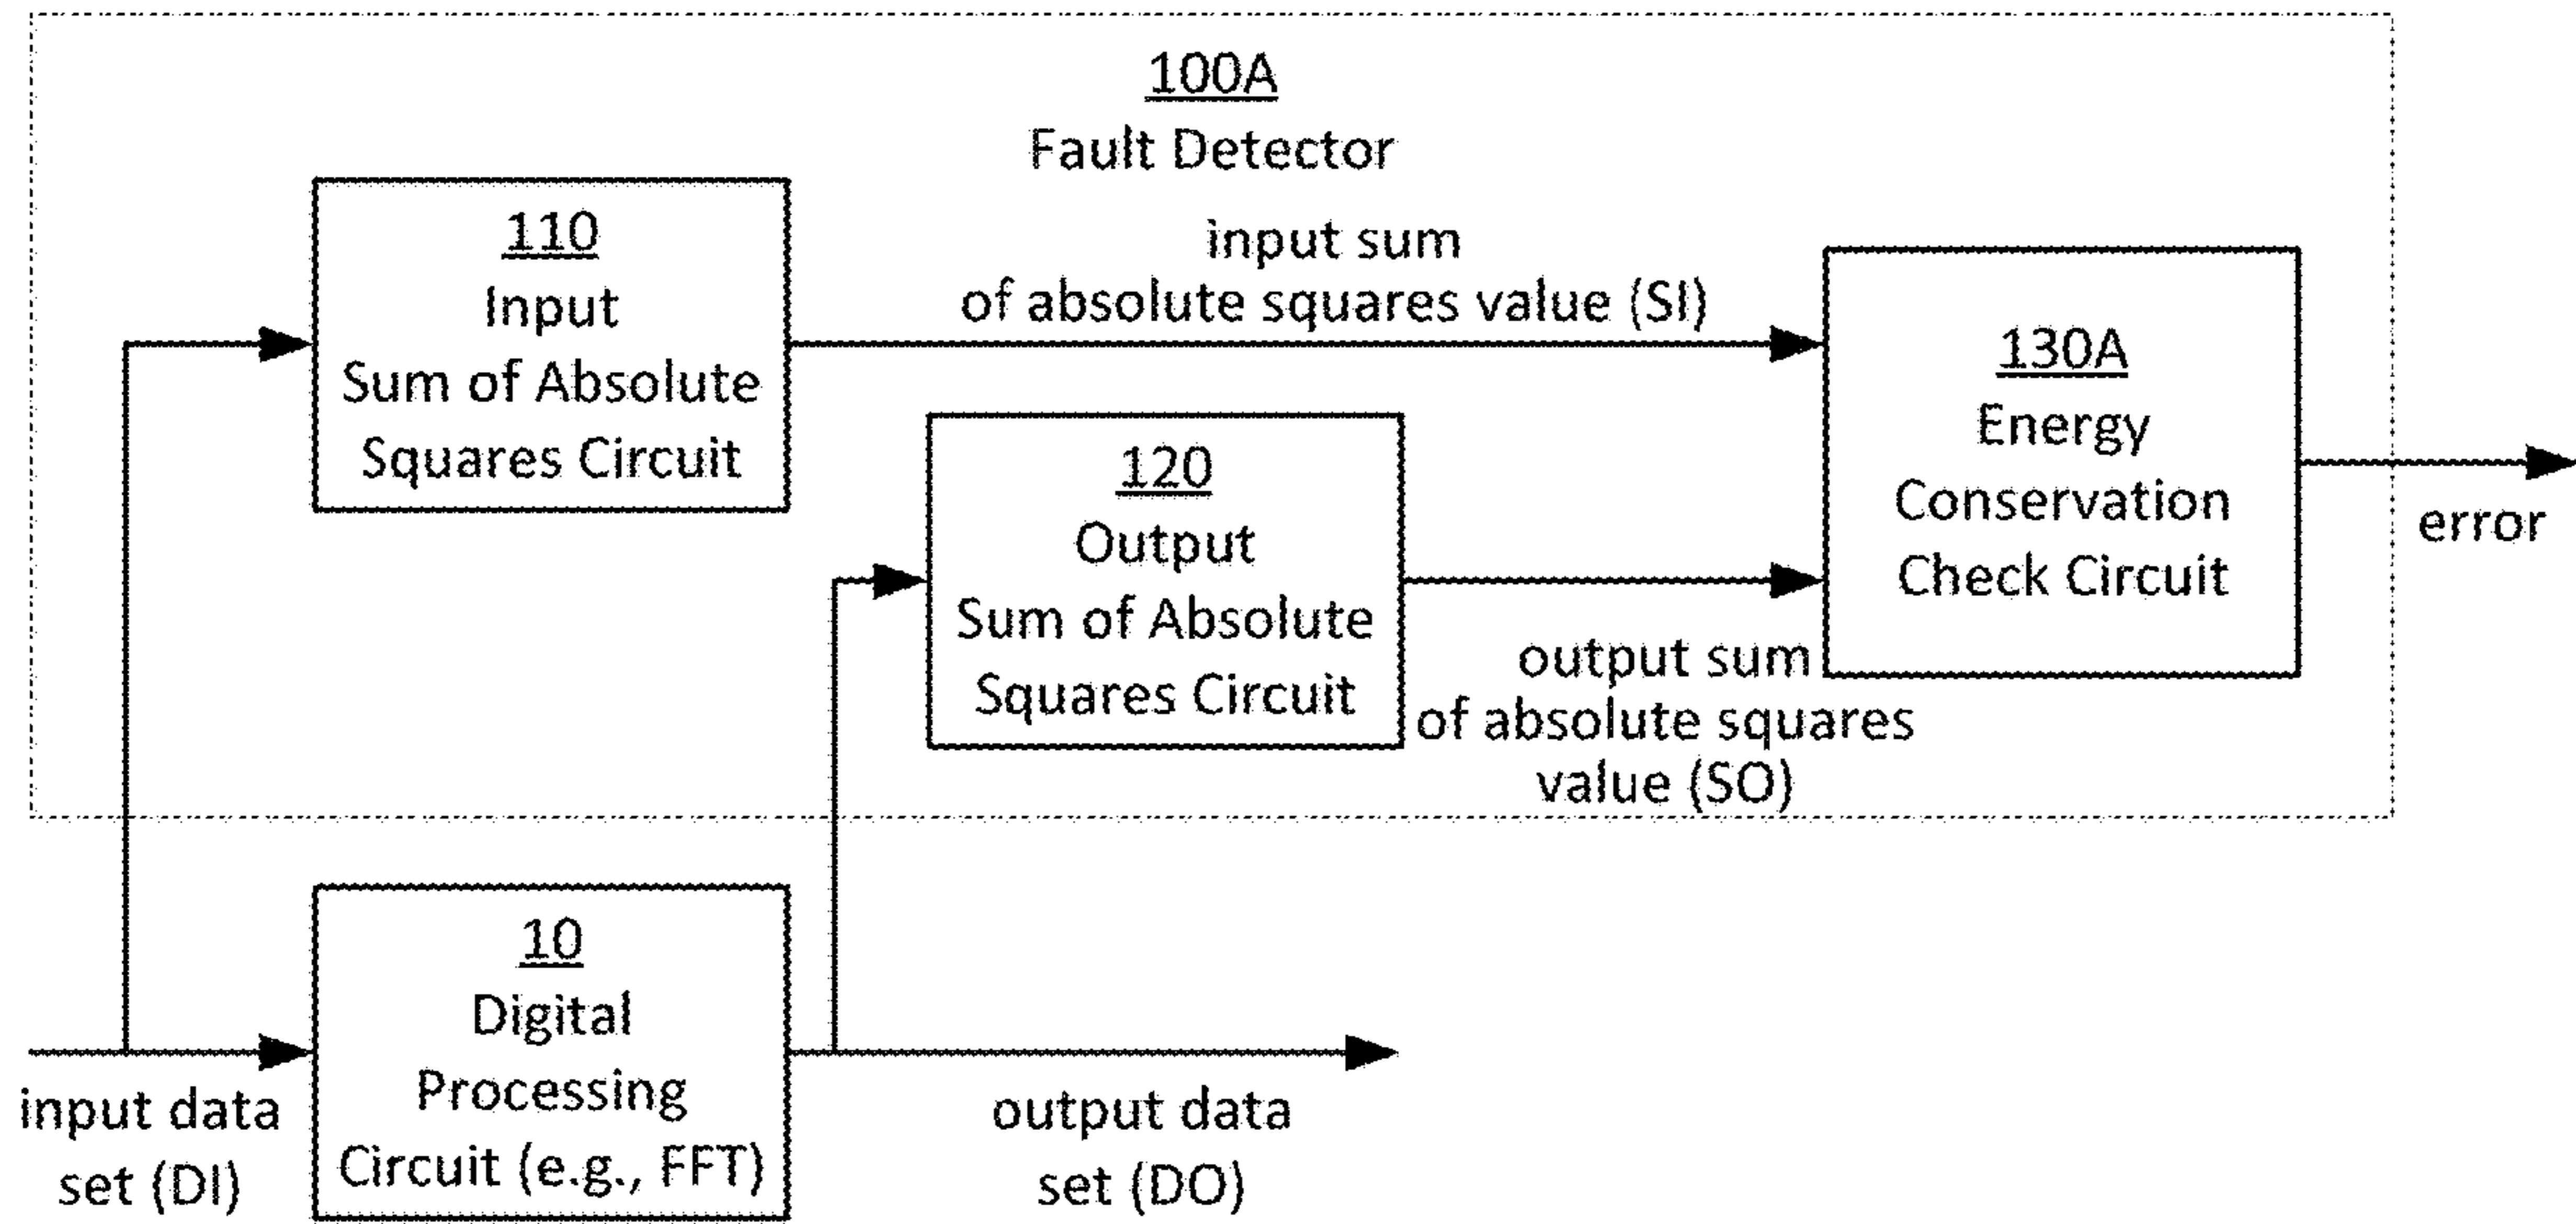 100A
Fault Detector
110
Input
Sum of Absolute
Squares Circuit
input sum
of absolute squares value (SI)
130A
Energy
Conservation
Check Circuit
error
120
Output
Sum of Absolute
Squares Circuit
output sum
of absolute squares
value (SO)
10
Digital
Processing
Circuit (e.g., FFT)
input data
set (DI)
output data
set (DO)